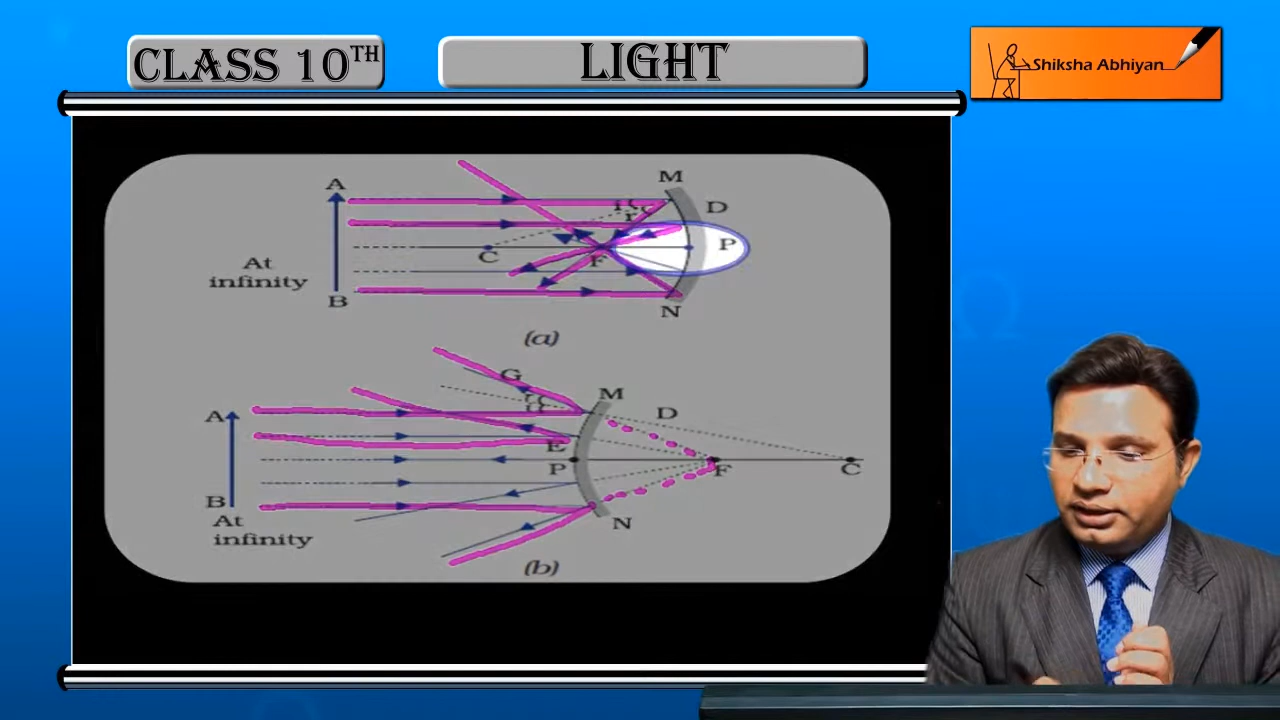 CLASS 10TH
LIGHT
Shiksha Abhiyan
A
M
D
i
r
C
F
P
At
infinity
B
N
(a)
G
M
A
D
E
P
F
C
B
At
infinity
N
(b)